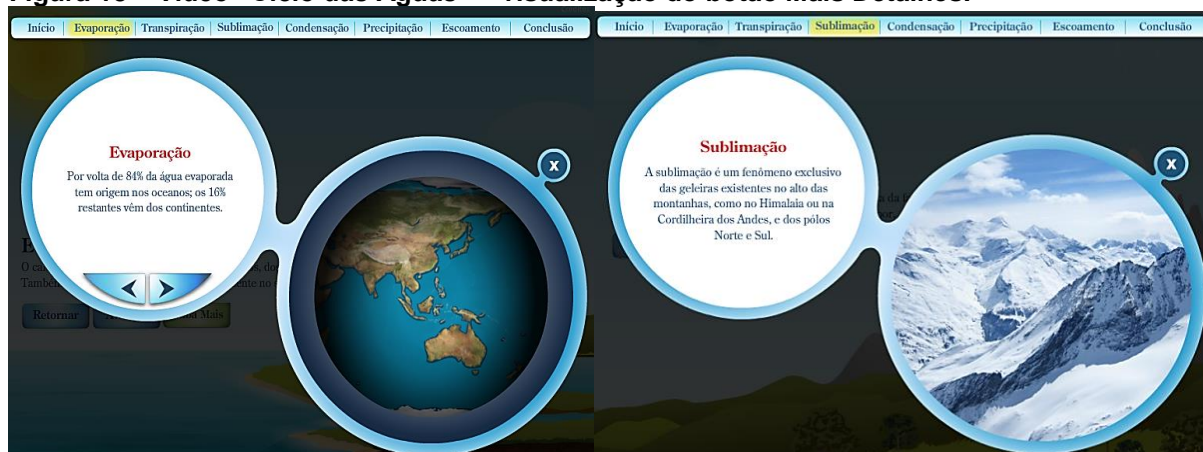 Início Evaporação Transpiração Sublimação Condensação Precipitação Escoamento Conclusão
Evaporação
Por volta de 84% da água evaporada
tem origem nos oceanos; os 16%
restantes vêm dos continentes.
Retornar Mais
X
Início Evaporação Transpiração Sublimação Condensação Precipitação Escoamento Conclusão
Sublimação
A sublimação é um fenômeno exclusivo
das geleiras existentes no alto das
montanhas, como no Himalaia ou na
Cordilheira dos Andes, e dos pólos
Norte e Sul.
X